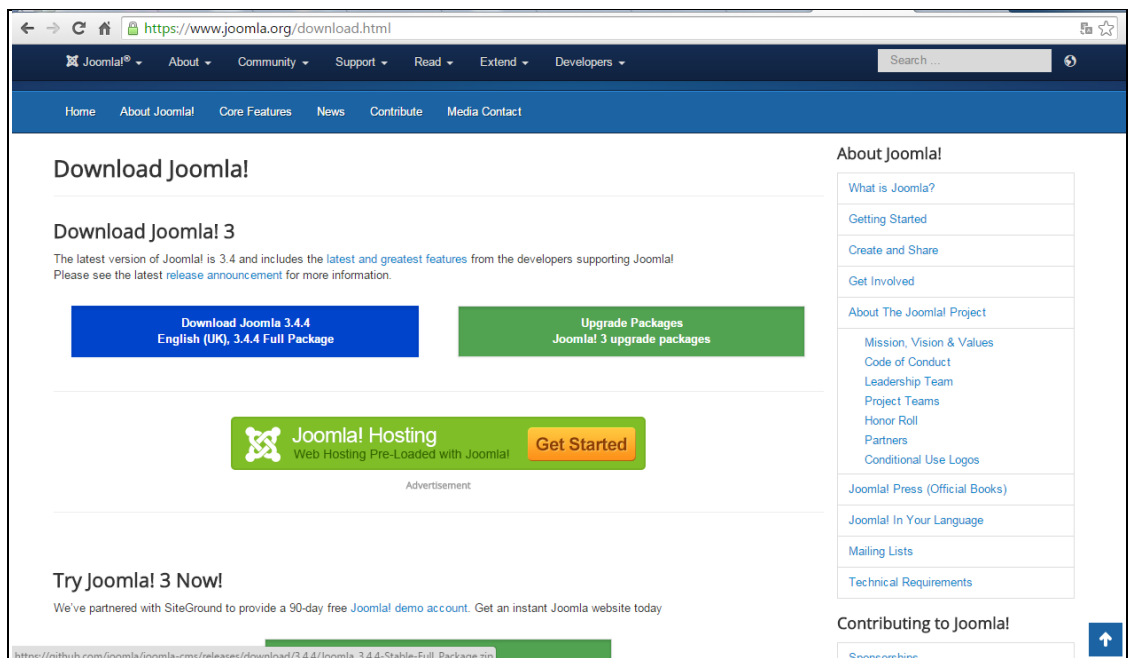 https://www.joomla.org/download.html
Joomla!® About Community Support Read Extend Developers Search ...
Home About Joomla! Core Features News Contribute Media Contact
Download Joomla!
Download Joomla! 3
The latest version of Joomla! is 3.4 and includes the latest and greatest features from the developers supporting Joomla!
Please see the latest release announcement for more information.
Download Joomla 3.4.4
English (UK), 3.4.4 Full Package
Upgrade Packages
Joomla! 3 upgrade packages
Joomla! Hosting
Web Hosting Pre-Loaded with Joomla!
Get Started
Advertisement
Try Joomla! 3 Now!
We've partnered with SiteGround to provide a 90-day free Joomla! demo account. Get an instant Joomla website today
https://github.com/joomla/joomla-cms/releases/download/3.4.4/Joomla_3.4.4-Stable-Full_Package.zip
About Joomla!
What is Joomla?
Getting Started
Create and Share
Get Involved
About The Joomla! Project
Mission, Vision & Values
Code of Conduct
Leadership Team
Project Teams
Honor Roll
Partners
Conditional Use Logos
Joomla! Press (Official Books)
Joomla! In Your Language
Mailing Lists
Technical Requirements
Contributing to Joomla!
Sponsorships